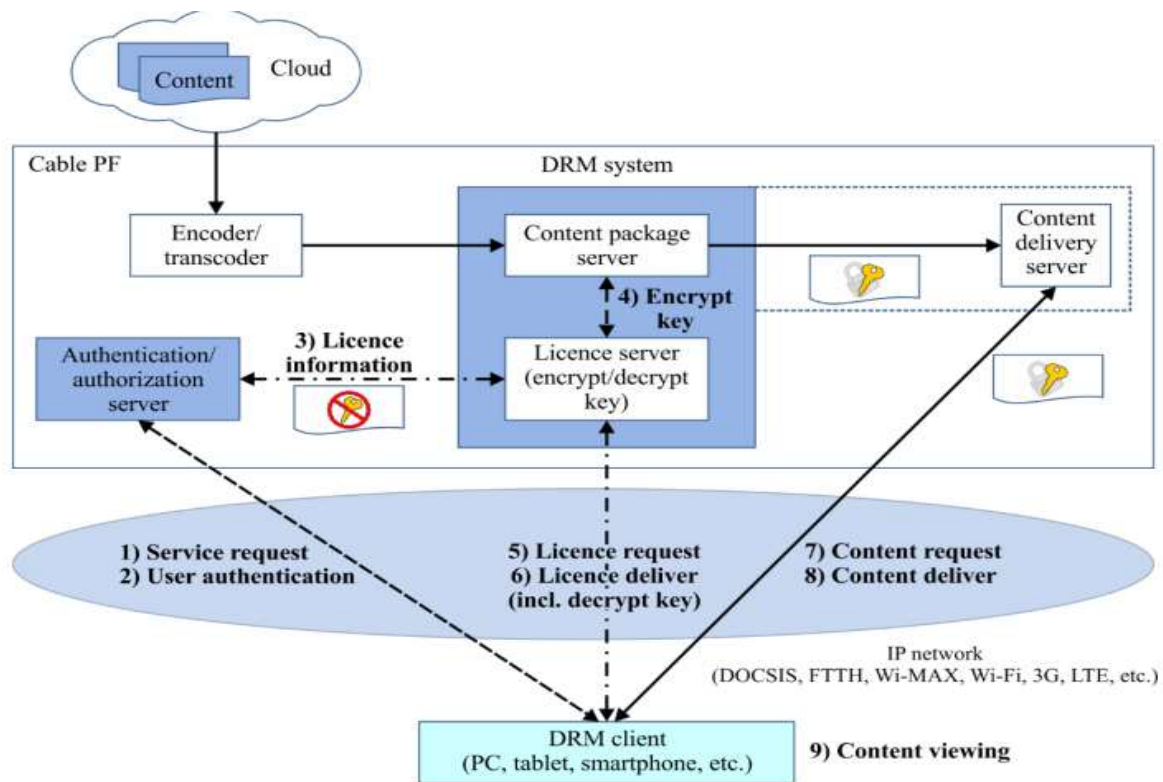 Content
Cloud
Cable PF
DRM system
Encoder/
transcoder
Content package
server
Content
delivery
server
4) Encrypt
key
3) Licence
information
Authentication/
authorization
server
Licence server
(encrypt/decrypt
key)
1) Service request
2) User authentication
5) Licence request
6) Licence deliver
(incl. decrypt key)
7) Content request
8) Content deliver
IP network
(DOCSIS, FTTH, Wi-MAX, Wi-Fi, 3G, LTE, etc.)
DRM client
(PC, tablet, smartphone, etc.)
9) Content viewing